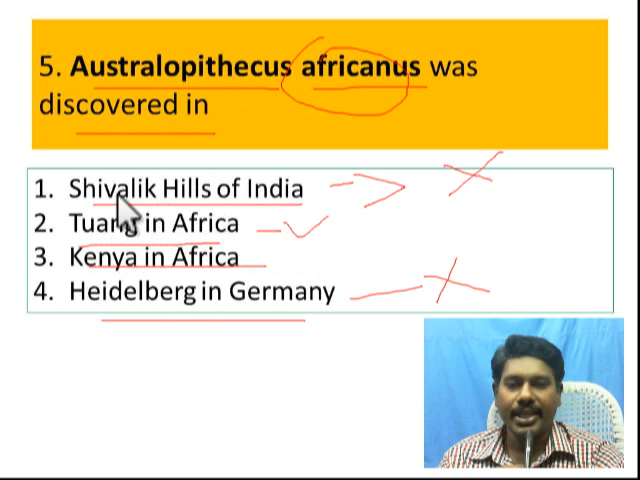 5. Australopithecus africanus was
discovered in
1. Shivalik Hills of India
2. Tuang in Africa
3. Kenya in Africa
4. Heidelberg in Germany